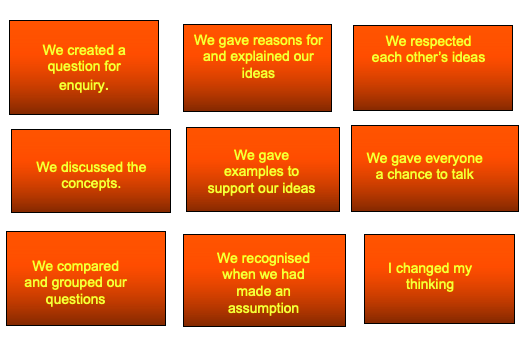 We created a
question for
enquiry.
We gave reasons for
and explained our
ideas
We respected
each other's ideas
We discussed the
concepts.
We gave
examples to
support our ideas
We gave everyone
a chance to talk
We compared
and grouped our
questions
We recognised
when we had
made an
assumption
I changed my
thinking